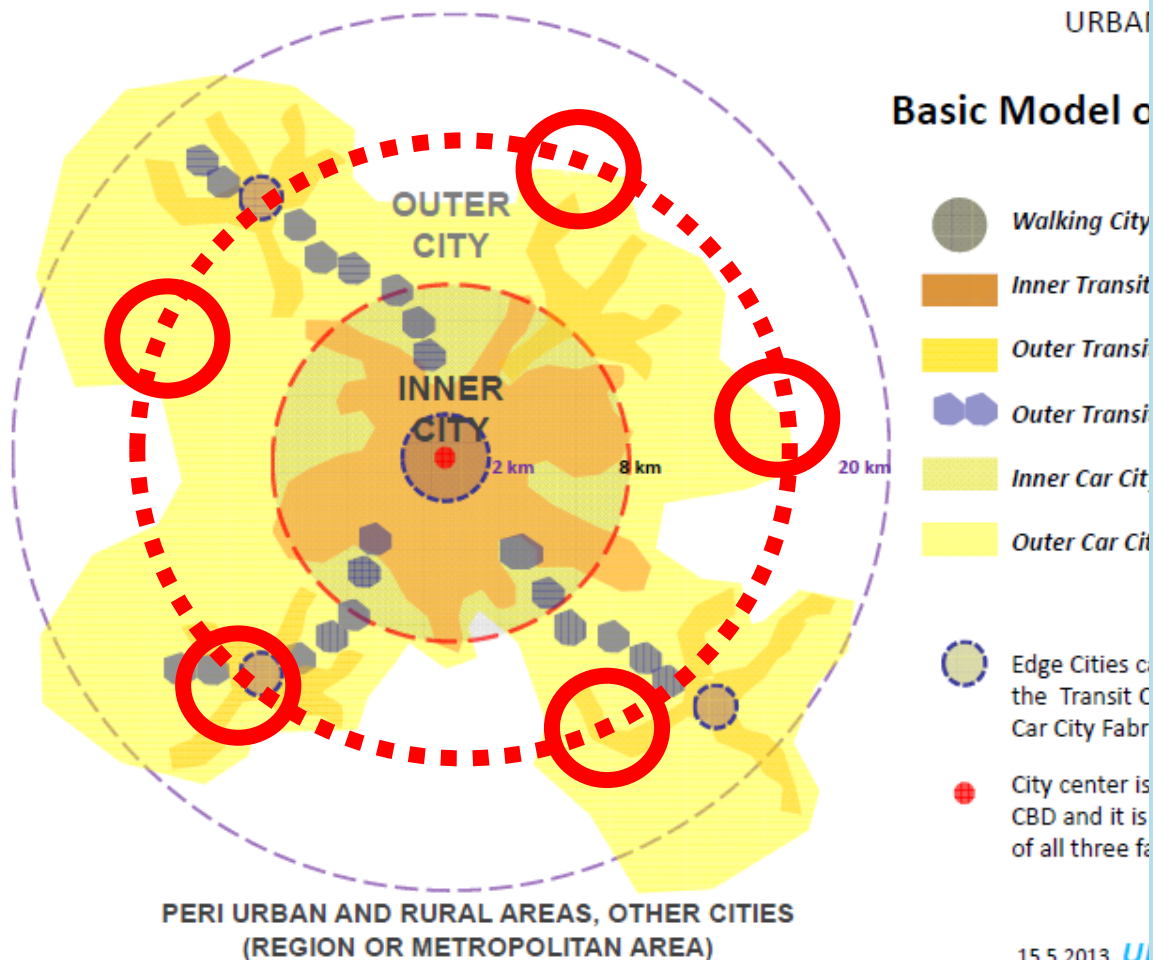 URBAN
Basic Model o
OUTER
CITY
INNER
CITY
2 km
8 km
20 km
Walking City
Inner Transit
Outer Transi
Outer Transi
Inner Car Cit
Outer Car Cit
Edge Cities ca
the Transit C
Car City Fabr
City center is
CBD and it is
of all three fa
PERI URBAN AND RURAL AREAS, OTHER CITIES
(REGION OR METROPOLITAN AREA)
15.5.2013